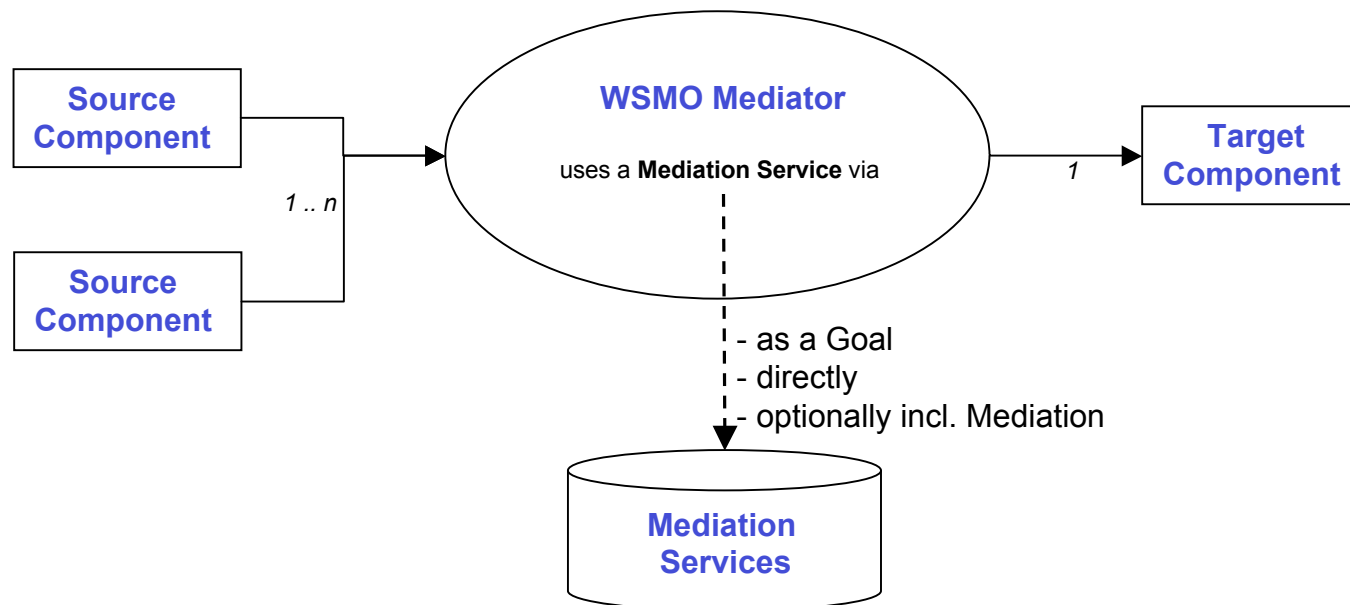 Source
Component
1 .. n
Source
Component
WSMO Mediator
uses a Mediation Service via
1
Target
Component
- as a Goal
- directly
- optionally incl. Mediation
Mediation
Services